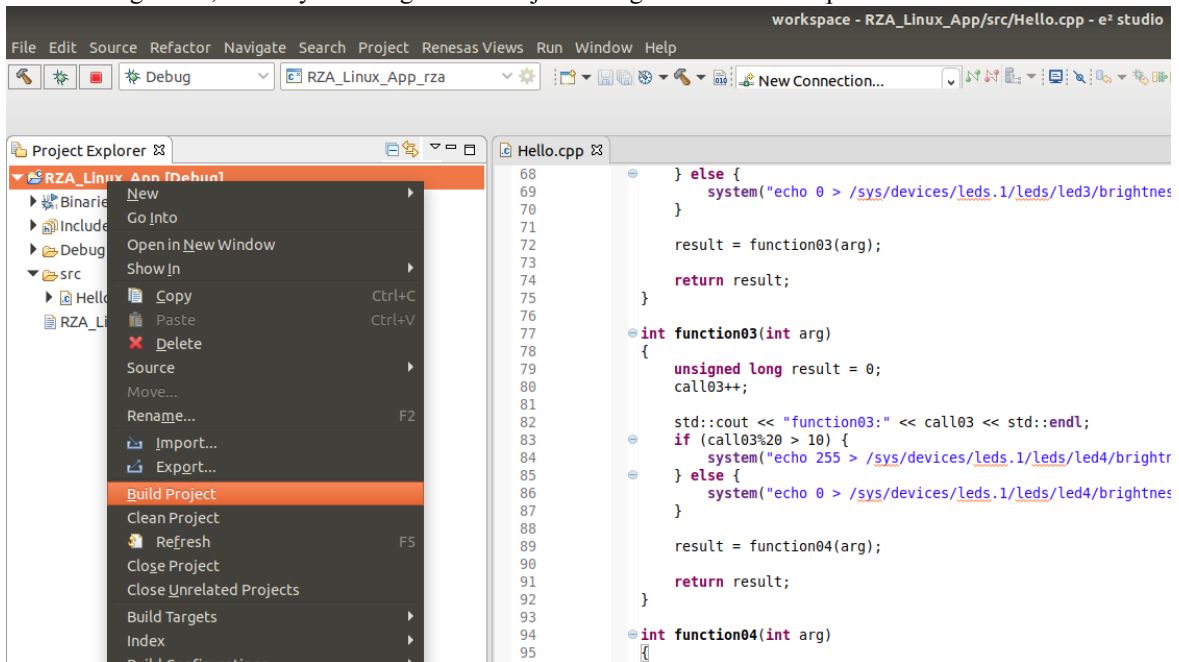 workspace - RZA_Linux_App/src/Hello.cpp - e² studio
File Edit Source Refactor Navigate Search Project Renesas Views Run Window Help
Debug RZA_Linux_App_rza New Connection...
Project Explorer Hello.cpp
RZA_Linux_App [Debug]
Binarie
Include
Debug
src
Hello
RZA_Li
New
Go Into
Open in New Window
Show In
Copy Ctrl+C
Paste Ctrl+V
Delete
Source
Move...
Rename... F2
Import...
Export...
Build Project
Clean Project
Refresh F5
Close Project
Close Unrelated Projects
Build Targets
Index
68 } else {
69 system("echo 0 > /sys/devices/leds.1/leds/led3/brightnes
70 }
71
72 result = function03(arg);
73
74 return result;
75 }
76
77 int function03(int arg)
78 {
79 unsigned long result = 0;
80 call03++;
81
82 std::cout << "function03:" << call03 << std::endl;
83 if (call03%20 > 10) {
84 system("echo 255 > /sys/devices/leds.1/leds/led4/brightn
85 } else {
86 system("echo 0 > /sys/devices/leds.1/leds/led4/brightnes
87 }
88
89 result = function04(arg);
90
91 return result;
92 }
93
94 int function04(int arg)
95 {